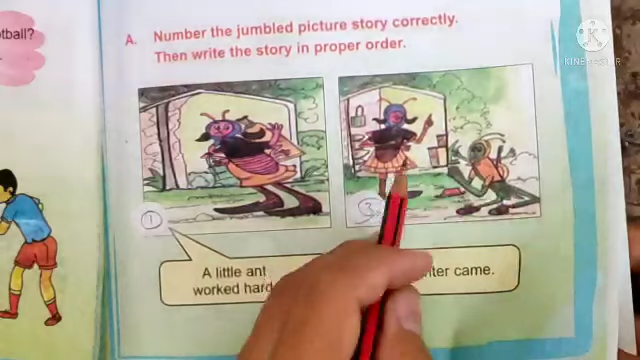 otball?
A. Number the jumbled picture story correctly.
Then write the story in proper order.
KINEMASTER
1
3
A little ant
worked hard
nter came.